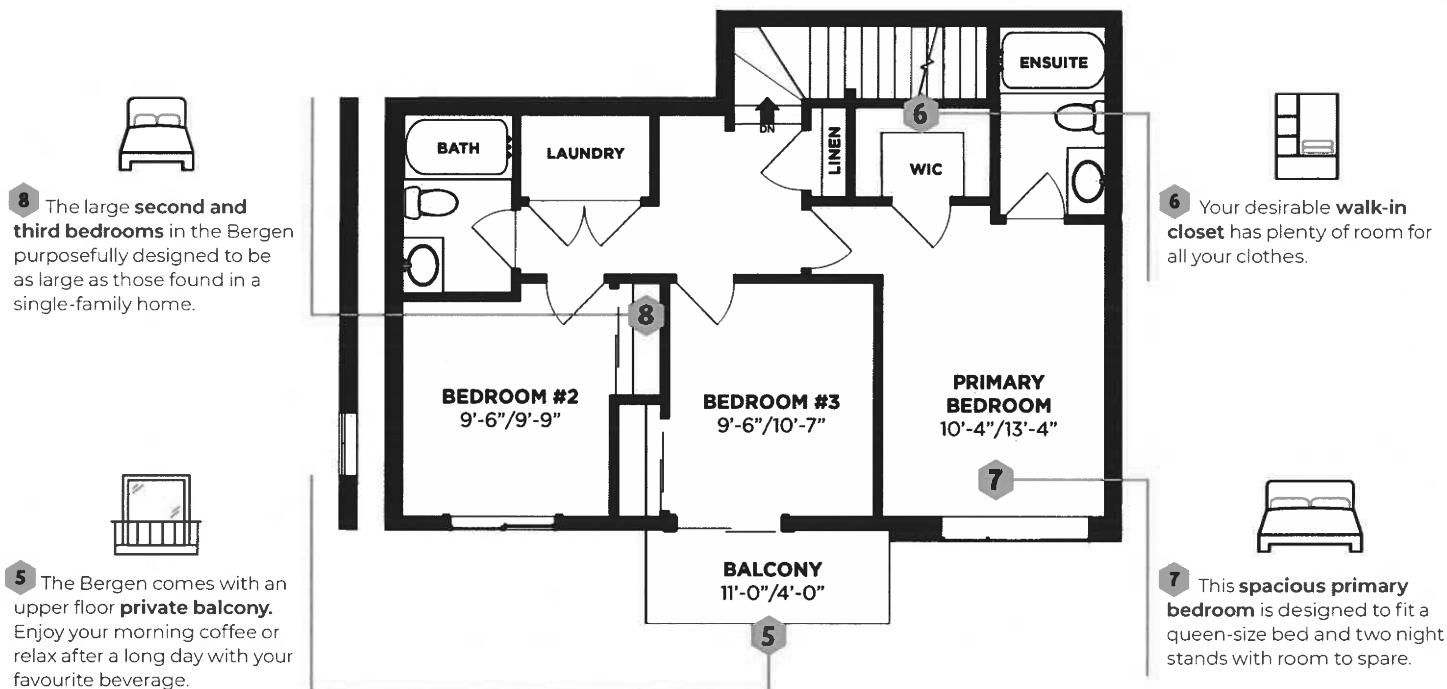 ENSUITE
6
DN
LINEN
WIC
BATH
LAUNDRY
8 The large second and
third bedrooms in the Bergen
purposefully designed to be
as large as those found in a
single-family home.
6 Your desirable walk-in
closet has plenty of room for
all your clothes.
8
BEDROOM #2
9'-6”/9'-9”
BEDROOM #3
9'-6”/10'-7”
PRIMARY
BEDROOM
10'-4”/13'-4”
7
5 The Bergen comes with an
upper floor private balcony.
Enjoy your morning coffee or
relax after a long day with your
favourite beverage.
BALCONY
11'-0”/4'-0”
5
7 This spacious primary
bedroom is designed to fit a
queen-size bed and two night
stands with room to spare.